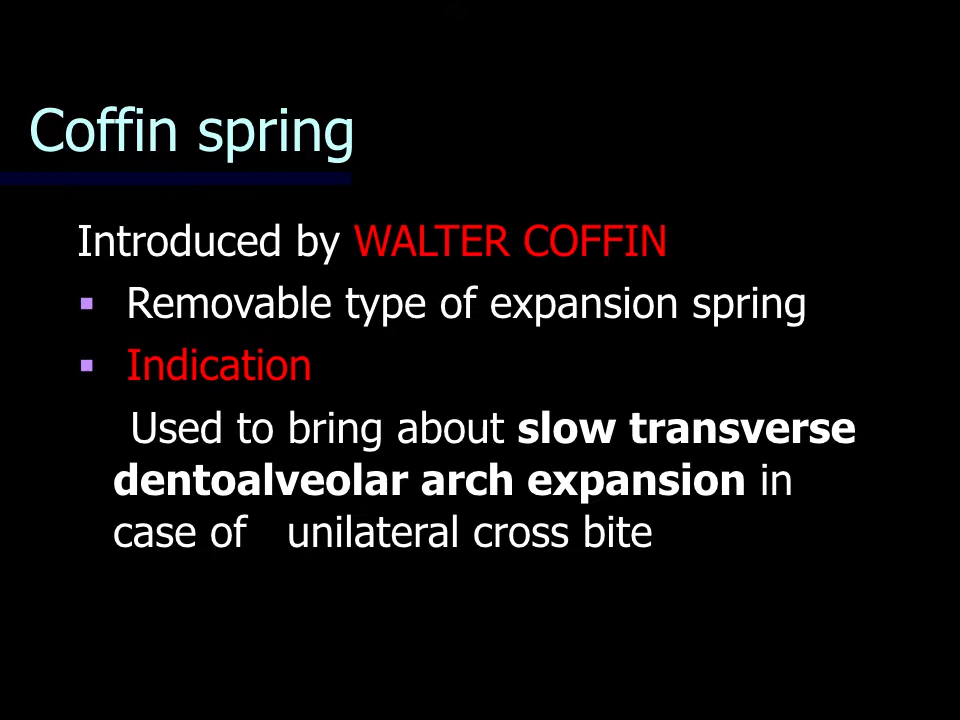 Coffin spring
Introduced by WALTER COFFIN
▪ Removable type of expansion spring
▪ Indication
Used to bring about slow transverse
dentoalveolar arch expansion in
case of unilateral cross bite